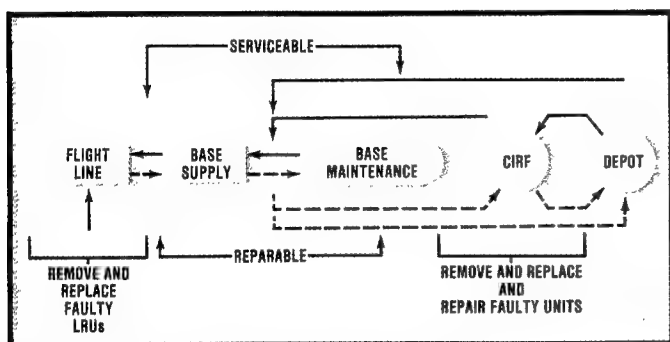 SERVICEABLE
FLIGHT
LINE
BASE
SUPPLY
BASE
MAINTENANCE
CIRF
DEPOT
REPARABLE
REMOVE AND
REPLACE
FAULTY
LRUs
REMOVE AND REPLACE
AND
REPAIR FAULTY UNITS